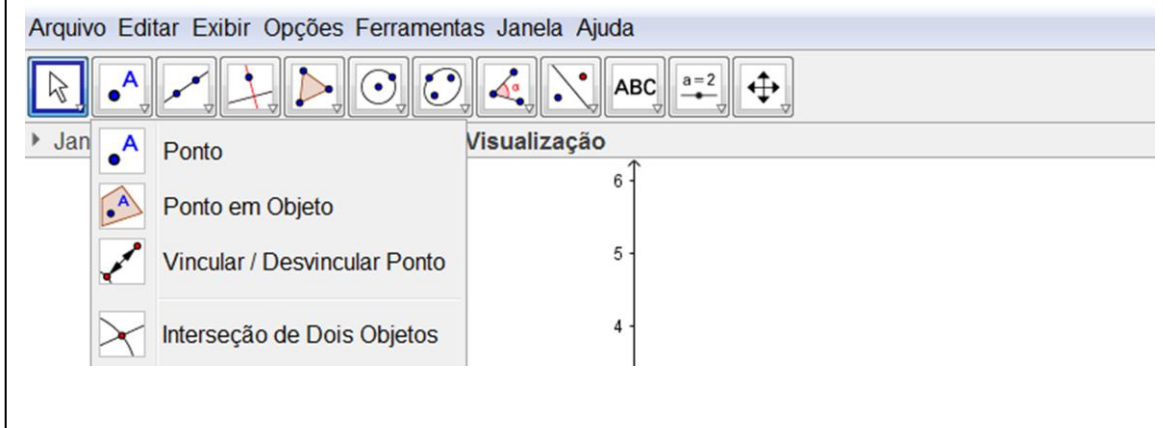 Arquivo Editar Exibir Opções Ferramentas Janela Ajuda
A ABC a=2
α
Jan Visualização
A Ponto
A Ponto em Objeto
Vincular / Desvincular Ponto
Interseção de Dois Objetos
6
5
4